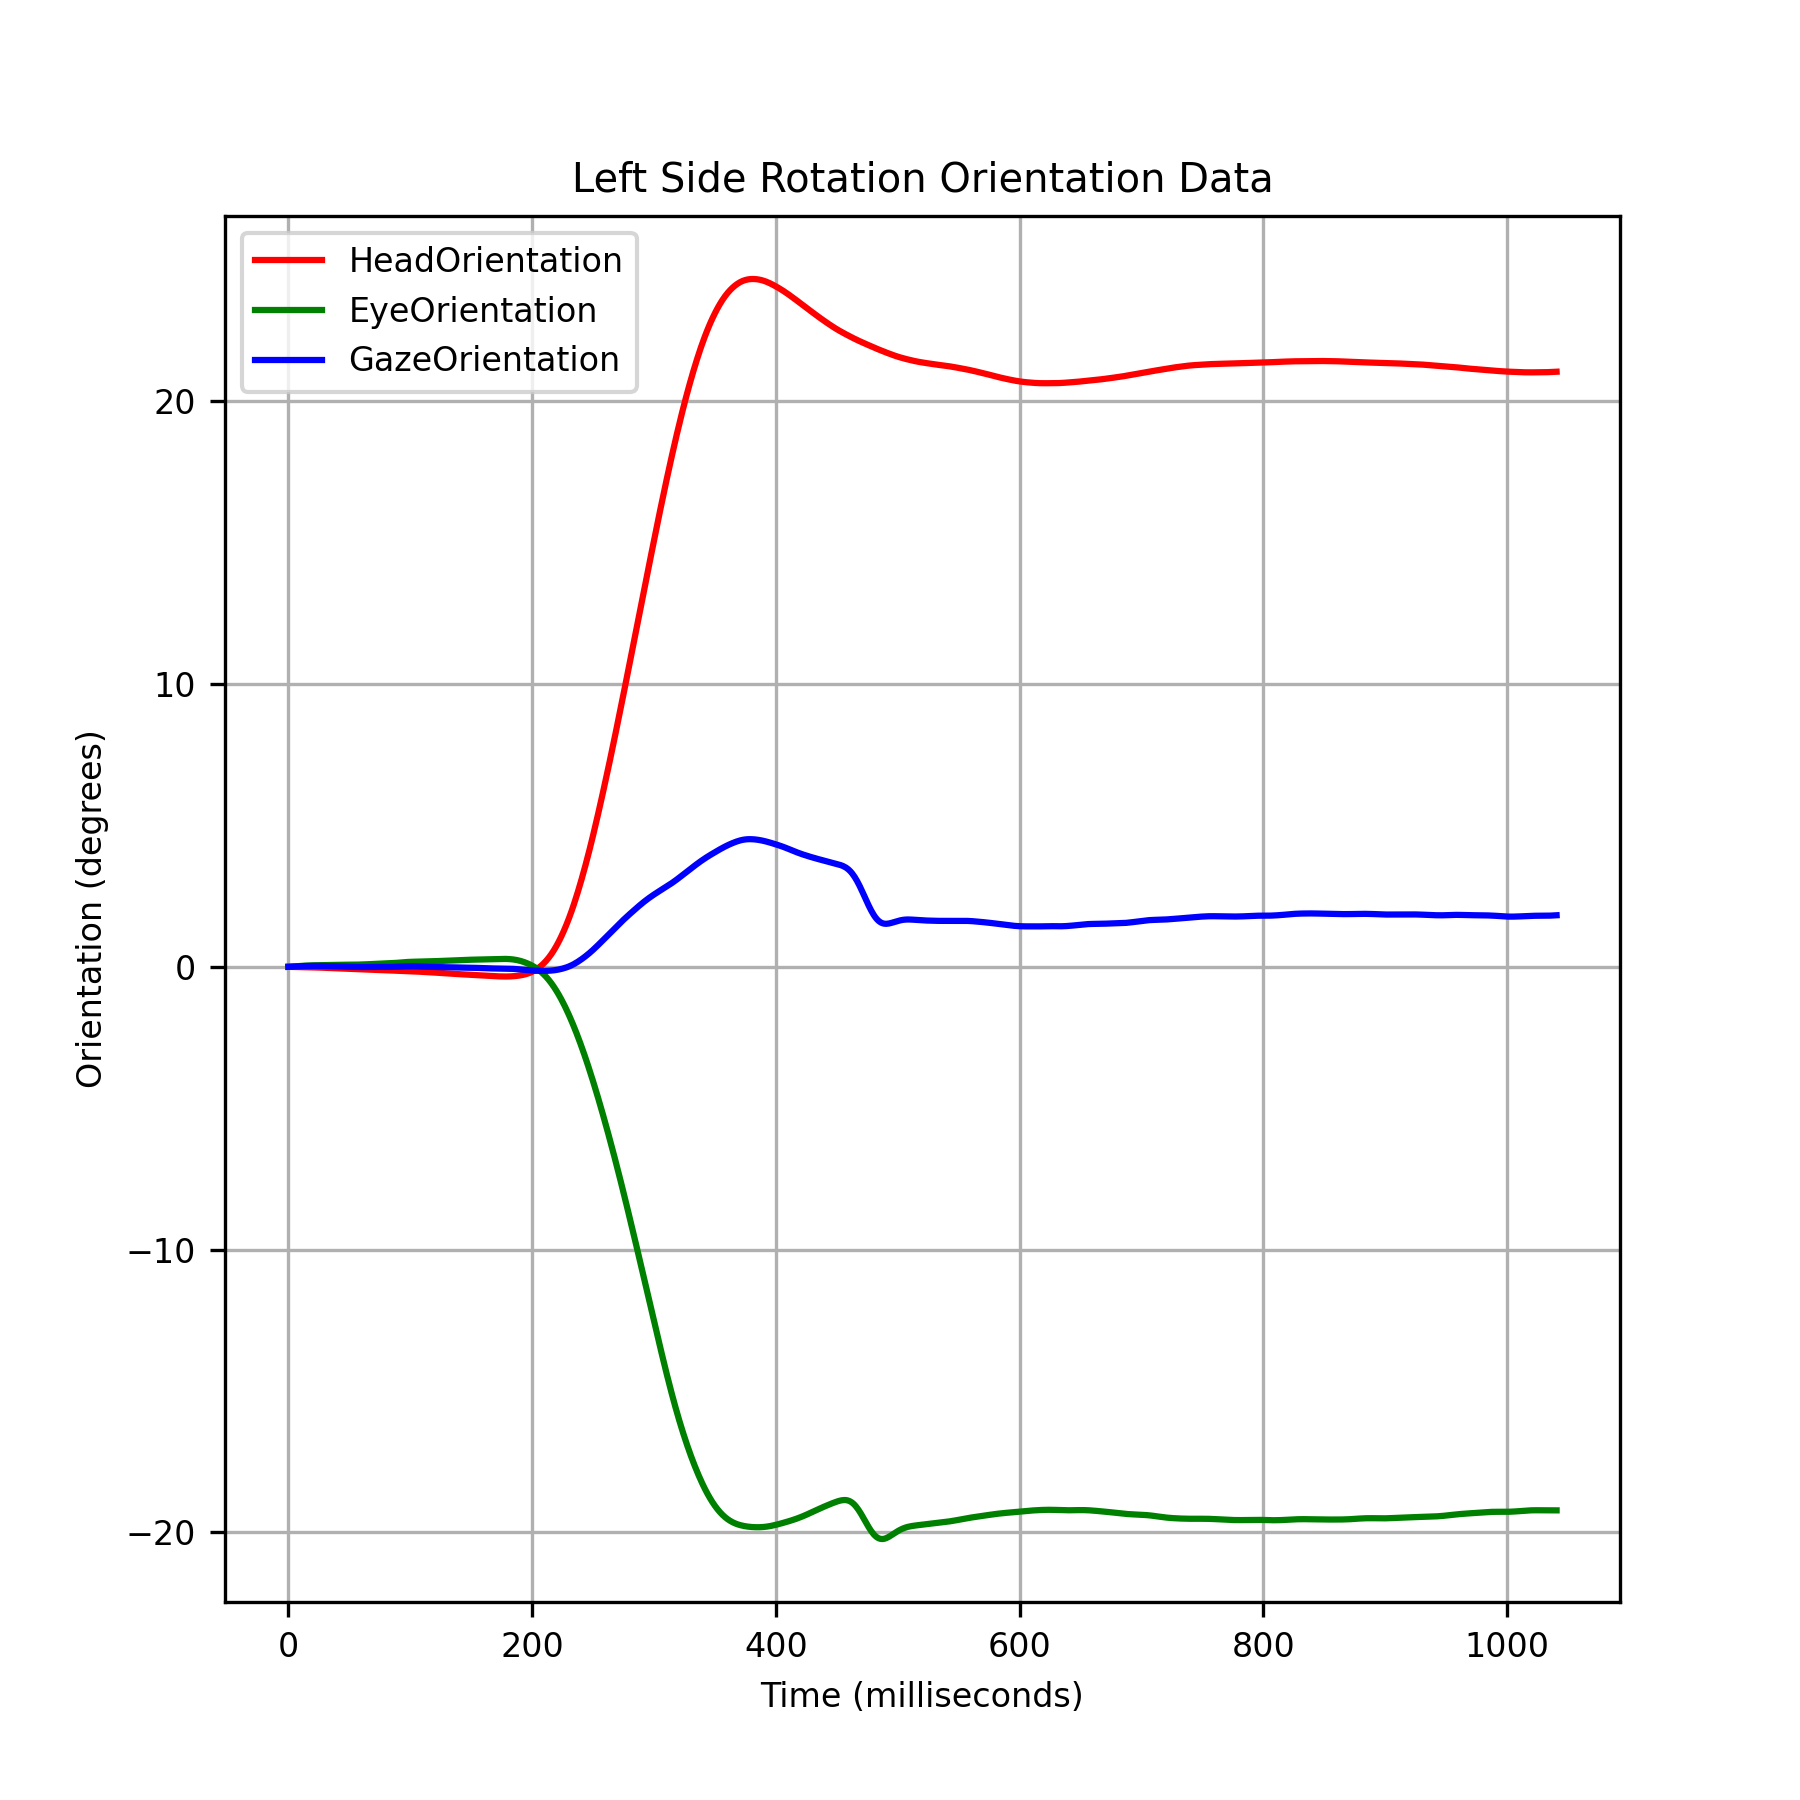 Left Side Rotation Orientation Data
HeadOrientation
EyeOrientation
GazeOrientation
20
10
0
−10
−20
Orientation (degrees)
0 200 400 600 800 1000
Time (milliseconds)